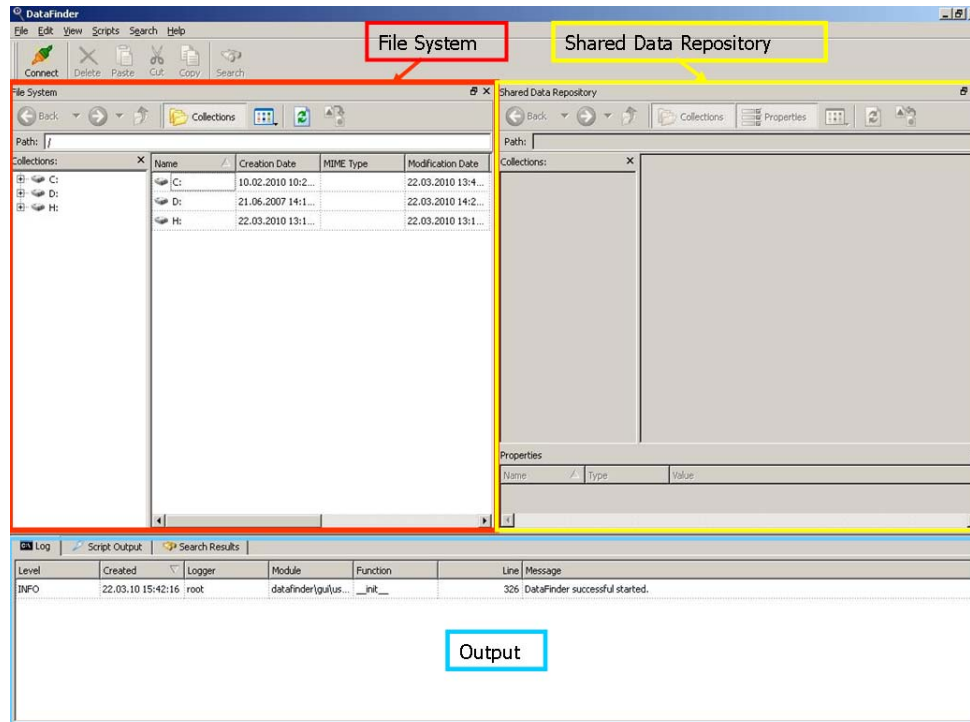 DataFinder
File Edit View Scripts Search Help
Connect Delete Paste Cut Copy Search
File System
Shared Data Repository
File System
Back Collections
Path: /
Collections:
C:
D:
H:
Name Creation Date MIME Type Modification Date
C: 10.02.2010 10:2... 22.03.2010 13:4...
D: 21.06.2007 14:1... 22.03.2010 14:2...
H: 22.03.2010 13:1... 22.03.2010 13:1...
Shared Data Repository
Back Collections Properties
Path:
Collections:
Properties
Name Type Value
Log Script Output Search Results
Level Created Logger Module Function Line Message
INFO 22.03.10 15:42:16 root datafinder\gui\us... __init__ 326 DataFinder successful started.
Output